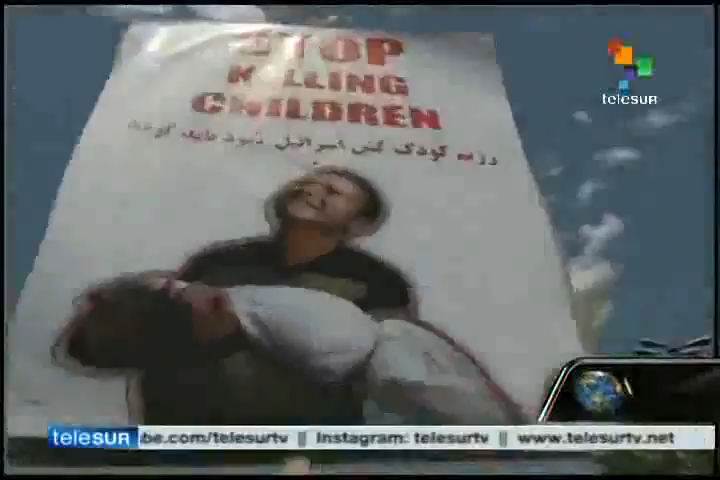 STOP
KILLING
CHILDREN
رژیم کودک کش اسرائیل نابود باید گردد
telesur
telesur be.com/telesurtv || Instagram: telesurtv || www.telesurtv.net